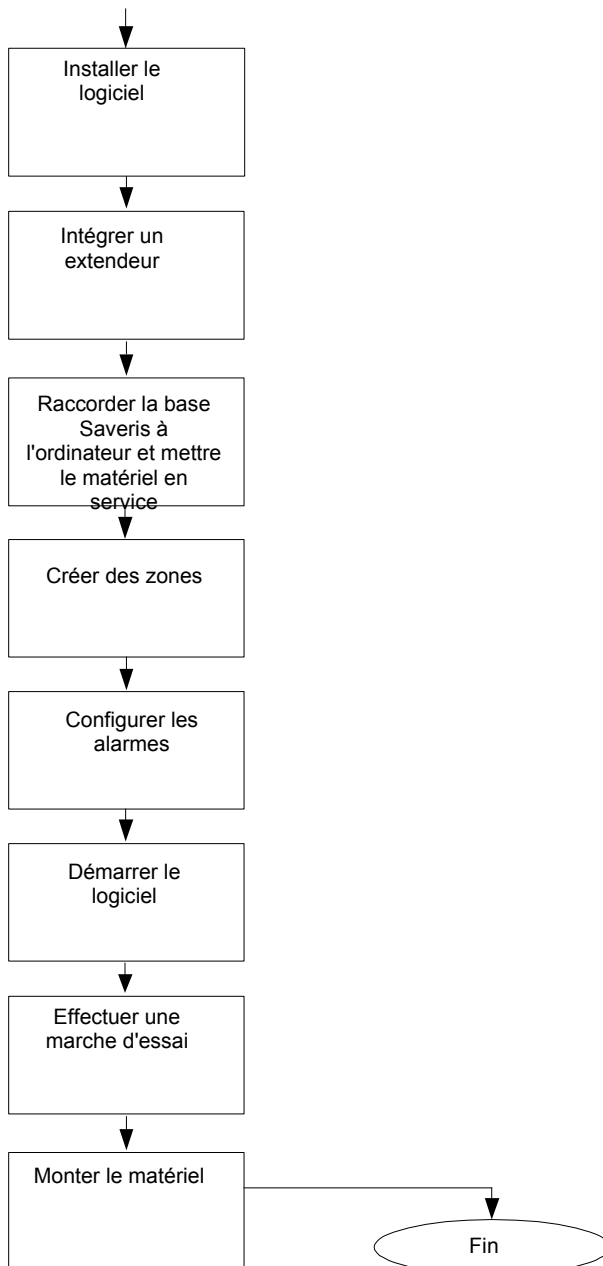 Installer le
logiciel
Intégrer un
extendeur
Raccorder la base
Saveris à
l'ordinateur et mettre
le matériel en
service
Créer des zones
Configurer les
alarmes
Démarrer le
logiciel
Effectuer une
marche d'essai
Monter le matériel
Fin